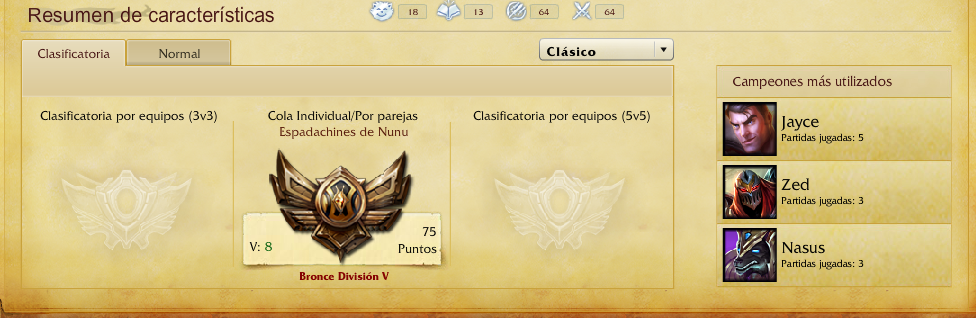 Resumen de características
18
13
64
64
Clasificatoria
Normal
Clásico
Clasificatoria por equipos (3v3)
Cola Individual/Por parejas
Espadachines de Nunu
Clasificatoria por equipos (5v5)
V: 8
75
Puntos
Bronce División V
Campeones más utilizados
Jayce
Partidas jugadas: 5
Zed
Partidas jugadas: 3
Nasus
Partidas jugadas: 3